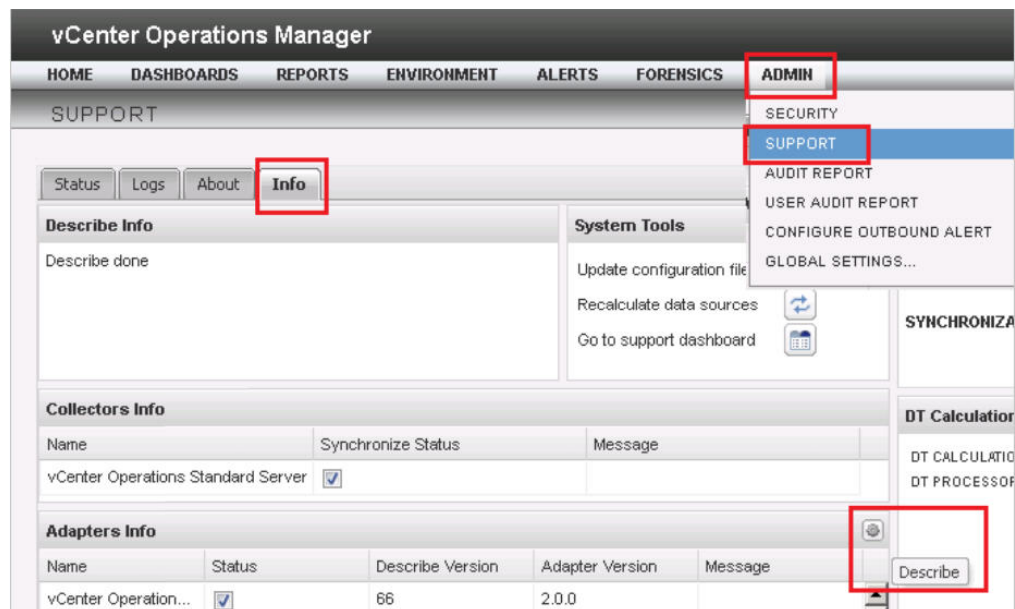 vCenter Operations Manager
HOME DASHBOARDS REPORTS ENVIRONMENT ALERTS FORENSICS ADMIN
SUPPORT
SECURITY
SUPPORT
AUDIT REPORT
USER AUDIT REPORT
CONFIGURE OUTBOUND ALERT
GLOBAL SETTINGS...
Status Logs About Info
Describe Info
Describe done
System Tools
Update configuration file
Recalculate data sources
Go to support dashboard
SYNCHRONIZA
Collectors Info
Name Synchronize Status Message
vCenter Operations Standard Server
DT Calculation
DT CALCULATIO
DT PROCESSOR
Adapters Info
Describe
Name Status Describe Version Adapter Version Message
vCenter Operation... 66 2.0.0